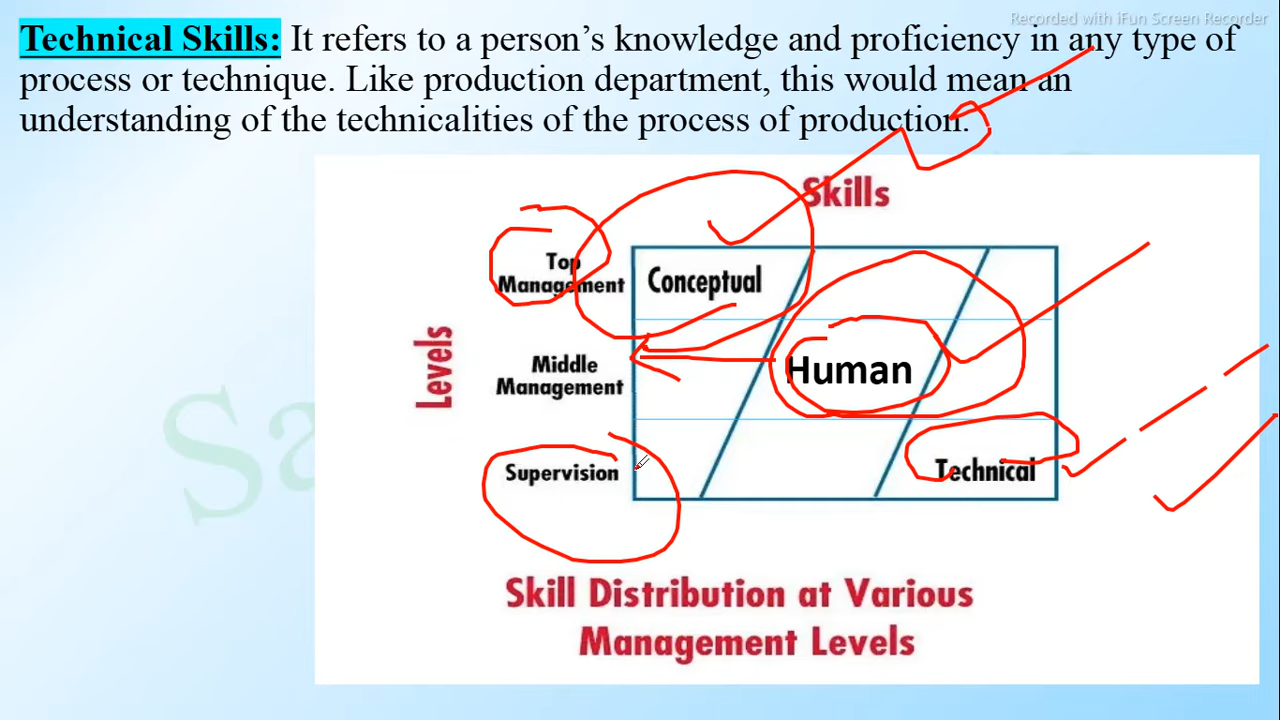 Recorded with iFun Screen Recorder
Technical Skills: It refers to a person’s knowledge and proficiency in any type of
process or technique. Like production department, this would mean an
understanding of the technicalities of the process of production.
Skills
Top
Management
Conceptual
Levels
Middle
Management
Human
Supervision
Technical
Skill Distribution at Various
Management Levels